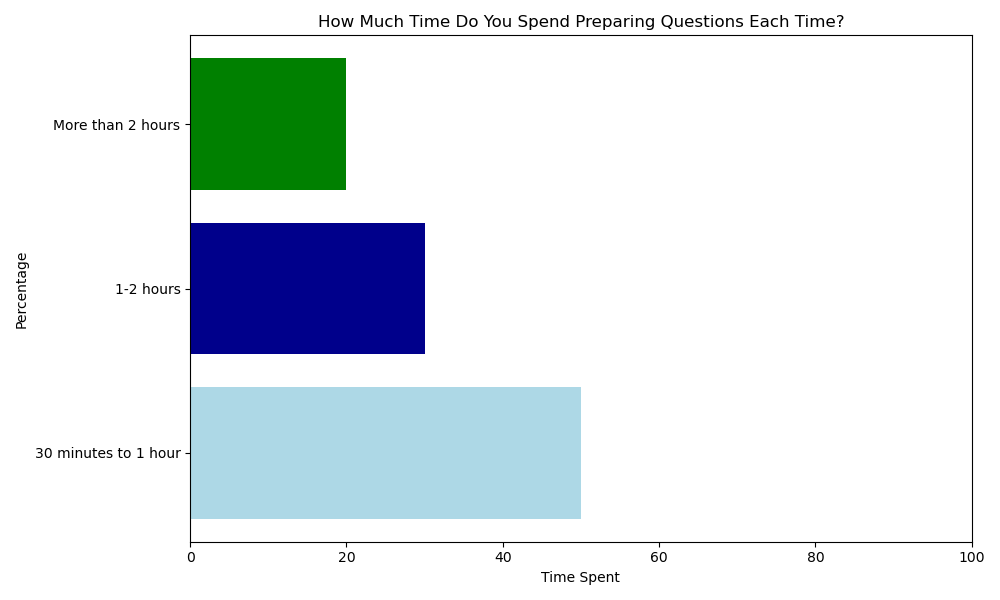 How Much Time Do You Spend Preparing Questions Each Time?
More than 2 hours
1-2 hours
30 minutes to 1 hour
Percentage
0 20 40 60 80 100
Time Spent